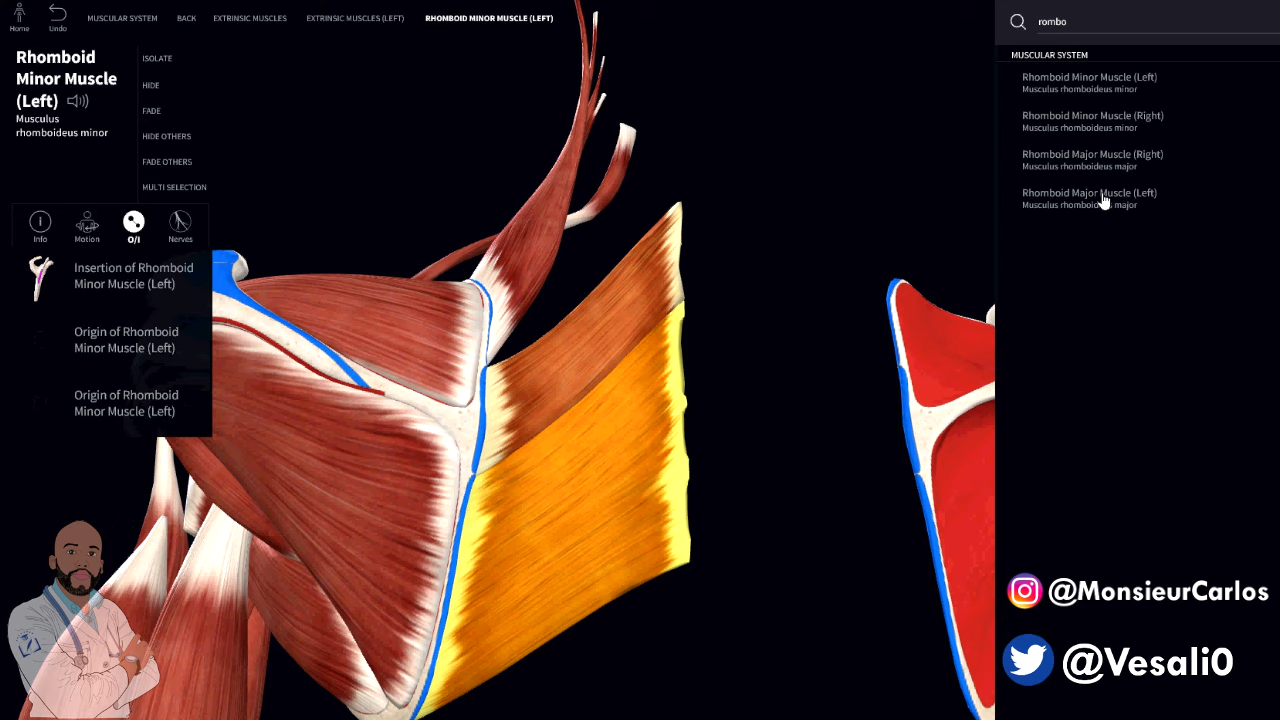 Home
Undo
MUSCULAR SYSTEM
BACK
EXTRINSIC MUSCLES
EXTRINSIC MUSCLES (LEFT)
RHOMBOID MINOR MUSCLE (LEFT)
Rhomboid
Minor Muscle
(Left)
Musculus
rhomboideus minor
ISOLATE
HIDE
FADE
HIDE OTHERS
FADE OTHERS
MULTI SELECTION
Info
Motion
O/I
Nerves
Insertion of Rhomboid
Minor Muscle (Left)
Origin of Rhomboid
Minor Muscle (Left)
Origin of Rhomboid
Minor Muscle (Left)
rombo
MUSCULAR SYSTEM
Rhomboid Minor Muscle (Left)
Musculus rhomboideus minor
Rhomboid Minor Muscle (Right)
Musculus rhomboideus minor
Rhomboid Major Muscle (Right)
Musculus rhomboideus major
Rhomboid Major Muscle (Left)
Musculus rhomboideus major
@MonsieurCarlos
@Vesali0